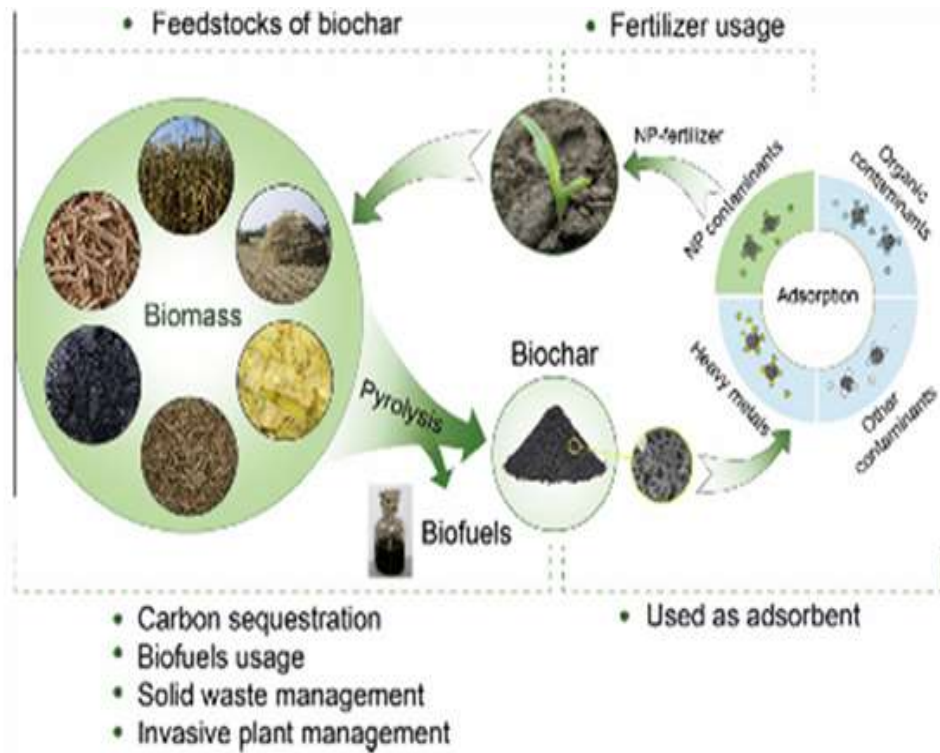 • Feedstocks of biochar
• Fertilizer usage
NP-fertilizer
NP contaminants
Organic
contaminants
Adsorption
Heavy metals
Other
contaminants
Biomass
Pyrolysis
Biochar
Biofuels
• Carbon sequestration
• Biofuels usage
• Solid waste management
• Invasive plant management
• Used as adsorbent